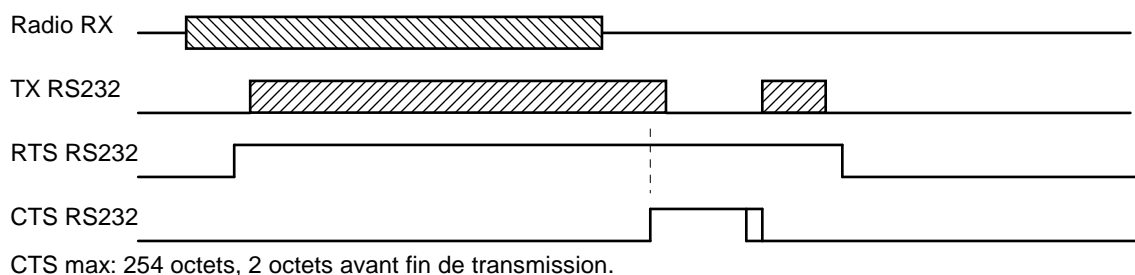 Radio RX
TX RS232
RTS RS232
CTS RS232
CTS max: 254 octets, 2 octets avant fin de transmission.